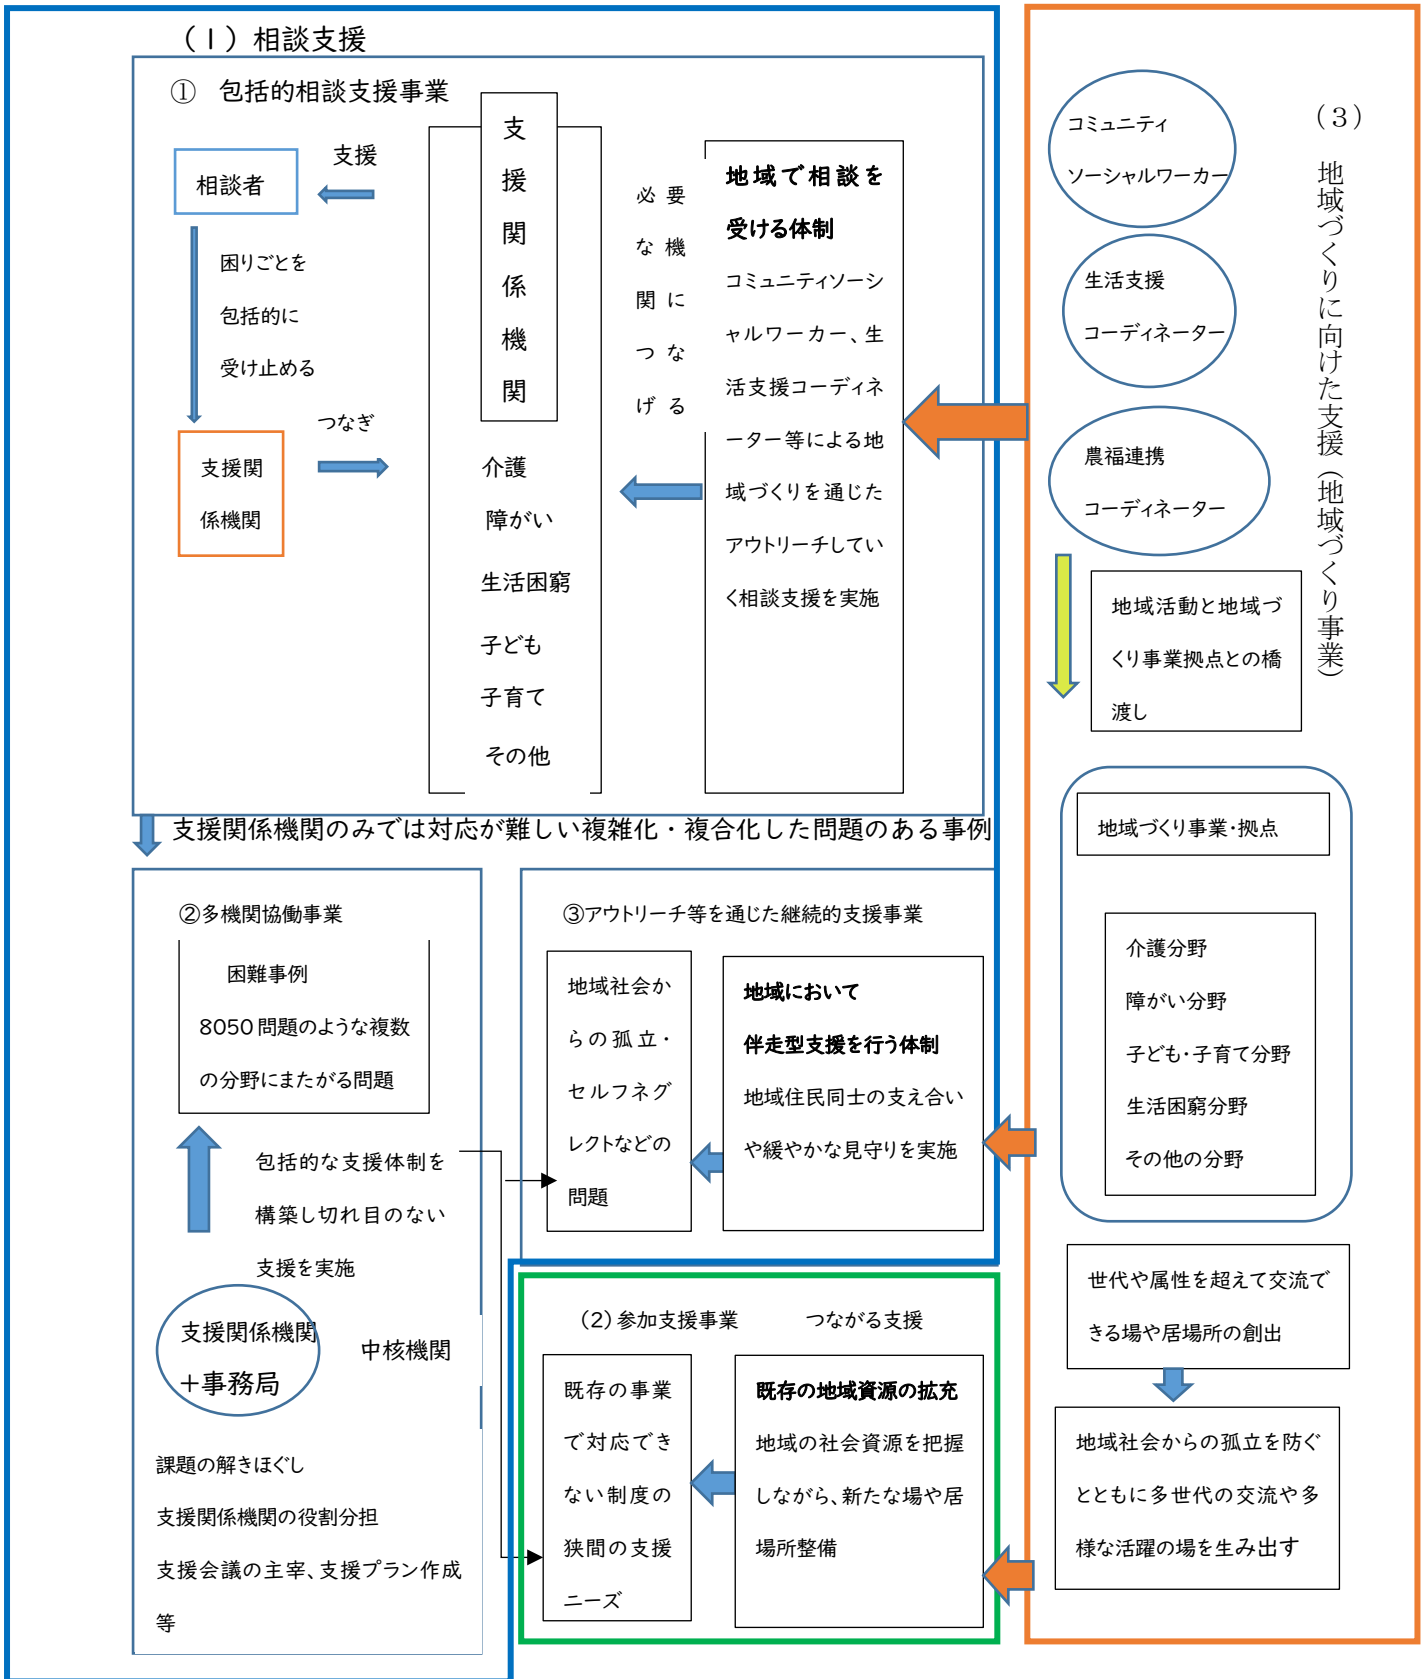 （1）相談支援
① 包括的相談支援事業
相談者
支援
困りごとを
包括的に
受け止める
支援関
係機関
つなぎ
支援関係機関
介護
障がい
生活困窮
子ども
子育て
その他
必要
な機
関に
つな
げる
地域で相談を
受ける体制
コミュニティソーシ
ャルワーカー、生
活支援コーディネ
ーター等による地
域づくりを通じた
アウトリーチしてい
く相談支援を実施
支援関係機関のみでは対応が難しい複雑化・複合化した問題のある事例
②多機関協働事業
困難事例
8050問題のような複数
の分野にまたがる問題
包括的な支援体制を
構築し切れ目のない
支援を実施
支援関係機関
＋事務局
中核機関
課題の解きほぐし
支援関係機関の役割分担
支援会議の主宰、支援プラン作成
等
③アウトリーチ等を通じた継続的支援事業
地域社会か
らの孤立・
セルフネグ
レクトなどの
問題
地域において
伴走型支援を行う体制
地域住民同士の支え合い
や緩やかな見守りを実施
（2）参加支援事業 つながる支援
既存の事業
で対応でき
ない制度の
狭間の支援
ニーズ
既存の地域資源の拡充
地域の社会資源を把握
しながら、新たな場や居
場所整備
（3） 地域づくりに向けた支援（地域づくり事業）
コミュニティ
ソーシャルワーカー
生活支援
コーディネーター
農福連携
コーディネーター
地域活動と地域づ
くり事業拠点との橋
渡し
地域づくり事業・拠点
介護分野
障がい分野
子ども・子育て分野
生活困窮分野
その他の分野
世代や属性を超えて交流で
きる場や居場所の創出
地域社会からの孤立を防ぐ
とともに多世代の交流や多
様な活躍の場を生み出す